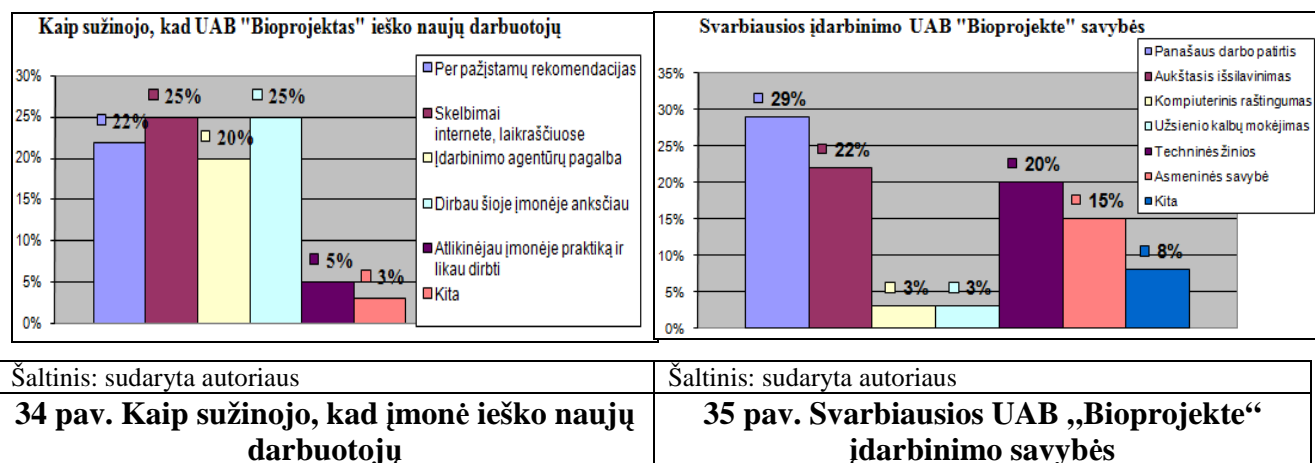 Kaip sužinojo, kad UAB "Bioprojektas" ieško naujų darbuotojų
30%
25%
20%
15%
10%
5%
0%
22%
25%
20%
25%
5%
3%
Per pažįstamų rekomendacijas
Skelbimai
internete, laikraščiuose
Įdarbinimo agentūrų pagalba
Dirbau šioje įmonėje anksčiau
Atlikinėjau įmonėje praktiką ir
likau dirbti
Kita
Svarbiausios įdarbinimo UAB "Bioprojekte" savybės
35%
30%
25%
20%
15%
10%
5%
0%
29%
22%
3%
3%
20%
15%
8%
Panašaus darbo patirtis
Aukštasis išsilavinimas
Kompiuterinis raštingumas
Užsienio kalbų mokėjimas
Techninės žinios
Asmeninės savybė
Kita
Šaltinis: sudaryta autoriaus
34 pav. Kaip sužinojo, kad įmonė ieško naujų
darbuotojų
Šaltinis: sudaryta autoriaus
35 pav. Svarbiausios UAB „Bioprojekte“
įdarbinimo savybės